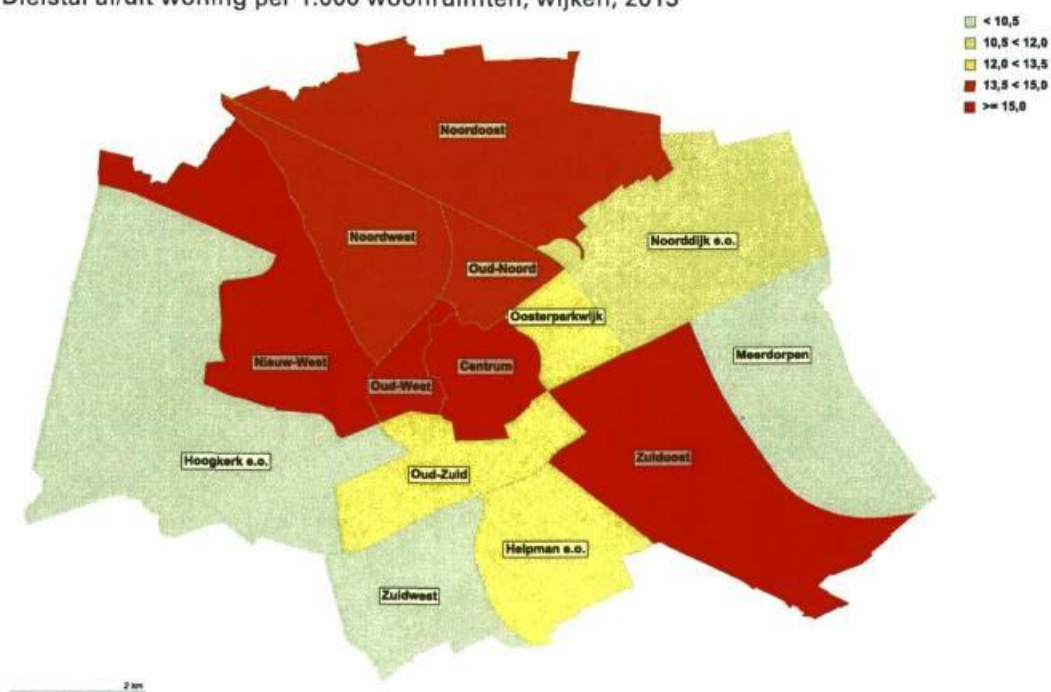 Diefstal af/uit woning per 1.000 woonruimten, wijken, 2013
< 10,5
10,5 < 12,0
12,0 < 13,5
13,5 < 15,0
>= 15,0
Noordoost
Noordwest
Noorddijk e.o.
Oud-Noord
Oosterparkwijk
Meerdorpen
Nieuw-West
Centrum
Oud-West
Hoogkerk e.o.
Oud-Zuid
Zuidoost
Helpman e.o.
Zuidwest
2 km